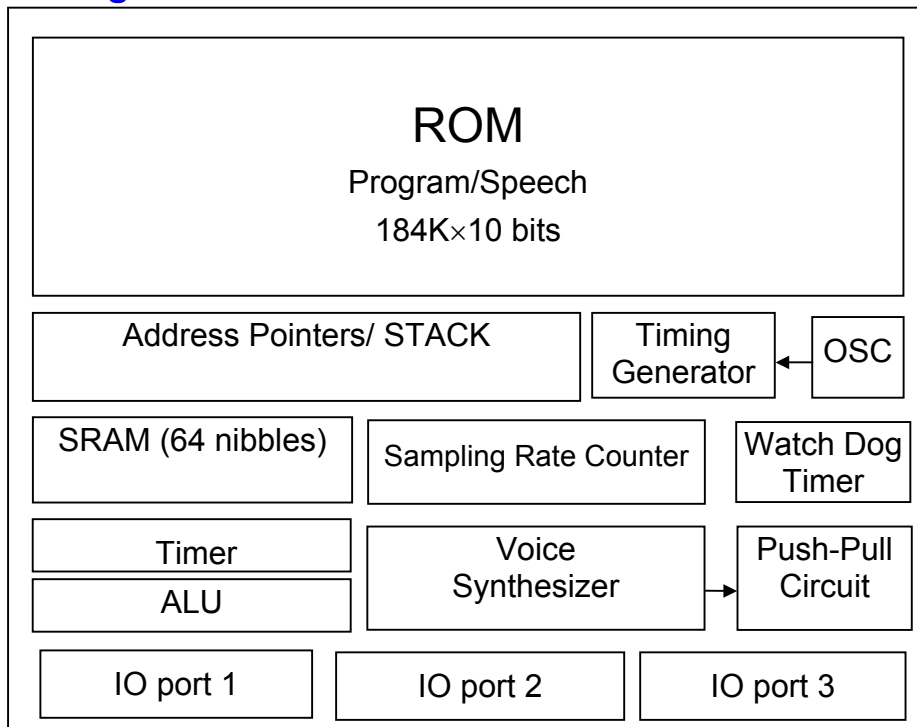 ROM
Program/Speech
184K×10 bits
Address Pointers/ STACK
Timing
Generator
OSC
SRAM (64 nibbles)
Sampling Rate Counter
Watch Dog
Timer
Timer
ALU
Voice
Synthesizer
Push-Pull
Circuit
IO port 1
IO port 2
IO port 3